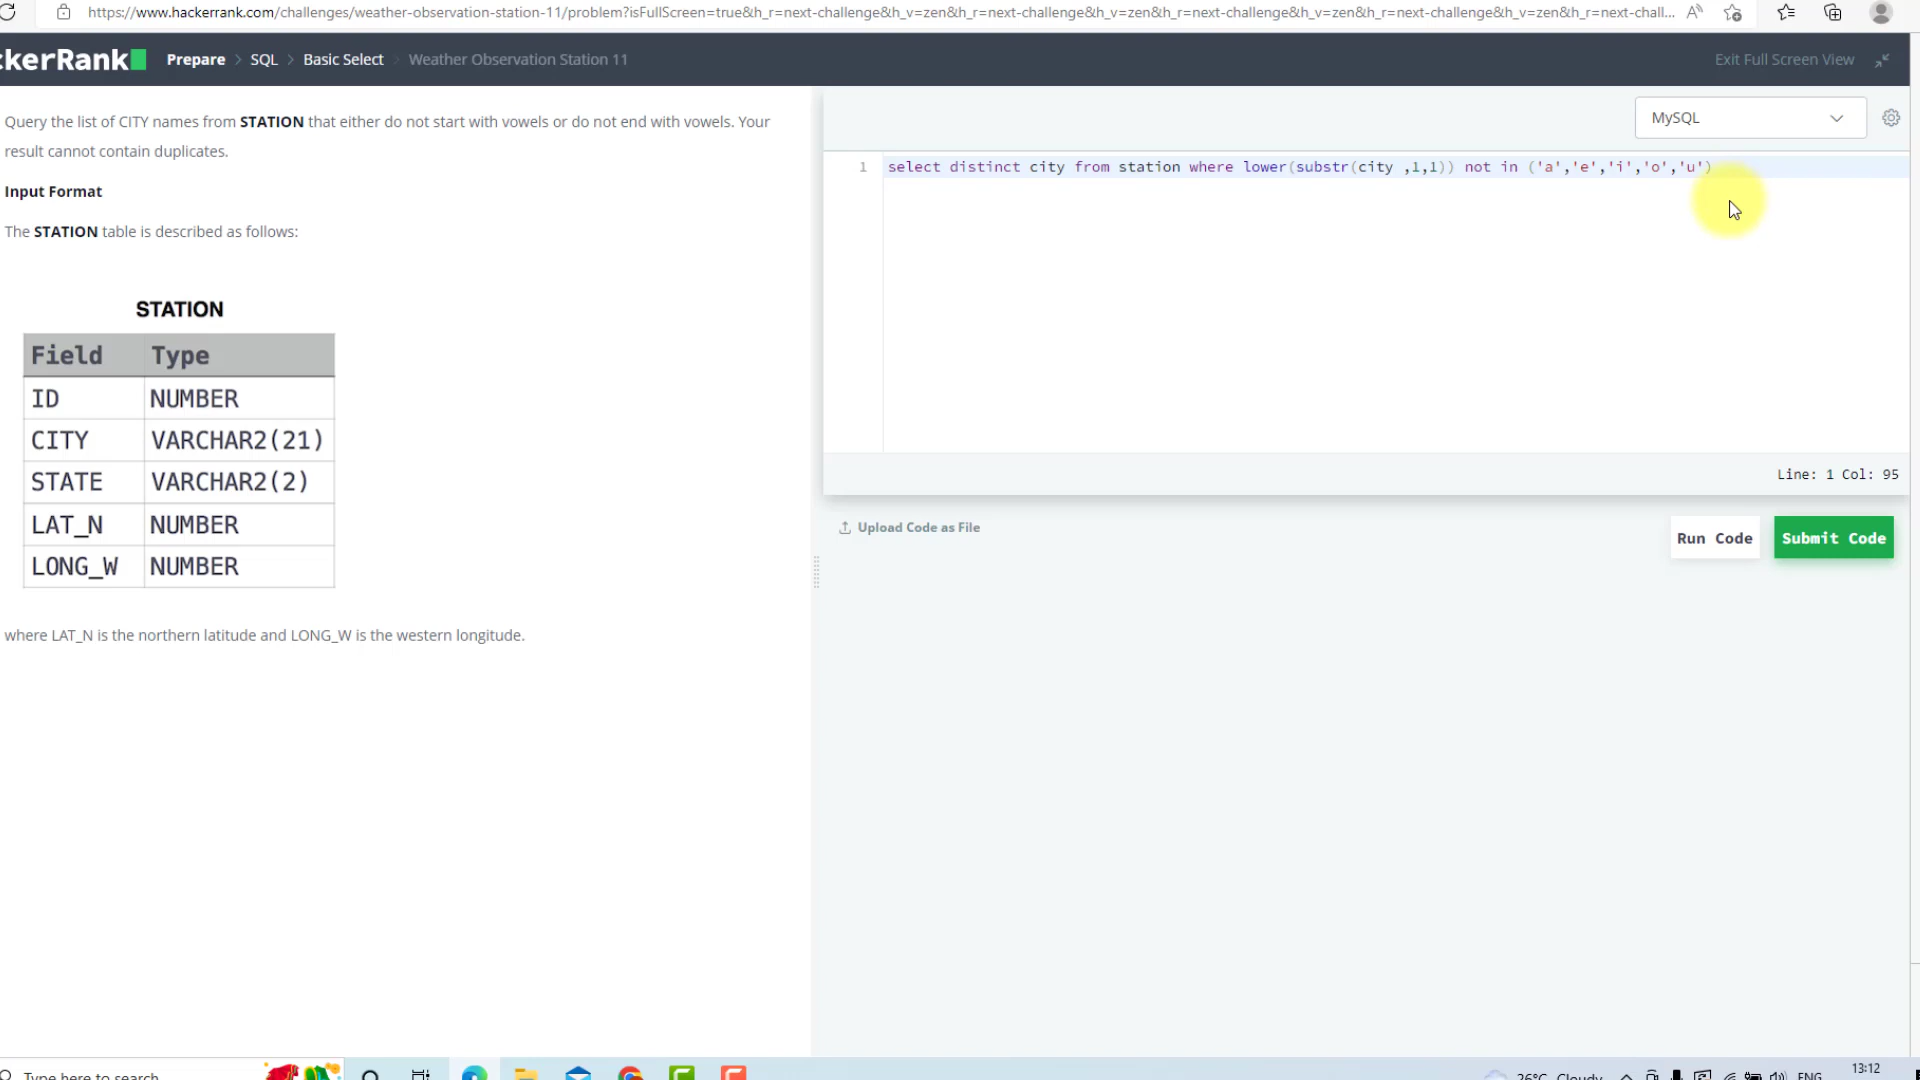 https://www.hackerrank.com/challenges/weather-observation-station-11/problem?isFullScreen=true&h_r=next-challenge&h_v=zen&h_r=next-challenge&h_v=zen&h_r=next-challenge&h_v=zen&h_r=next-challenge&h_v=zen&h_r=next-chall...
ckerRank Prepare > SQL > Basic Select > Weather Observation Station 11 Exit Full Screen View
Query the list of CITY names from STATION that either do not start with vowels or do not end with vowels. Your
result cannot contain duplicates.
Input Format
The STATION table is described as follows:
STATION
Field Type
ID NUMBER
CITY VARCHAR2(21)
STATE VARCHAR2(2)
LAT_N NUMBER
LONG_W NUMBER
where LAT_N is the northern latitude and LONG_W is the western longitude.
MySQL
1 select distinct city from station where lower(substr(city ,1,1)) not in ('a','e','i','o','u')
Line: 1 Col: 95
Upload Code as File
Run Code Submit Code
Type here to search
26°C Cloudy ENG 13:12